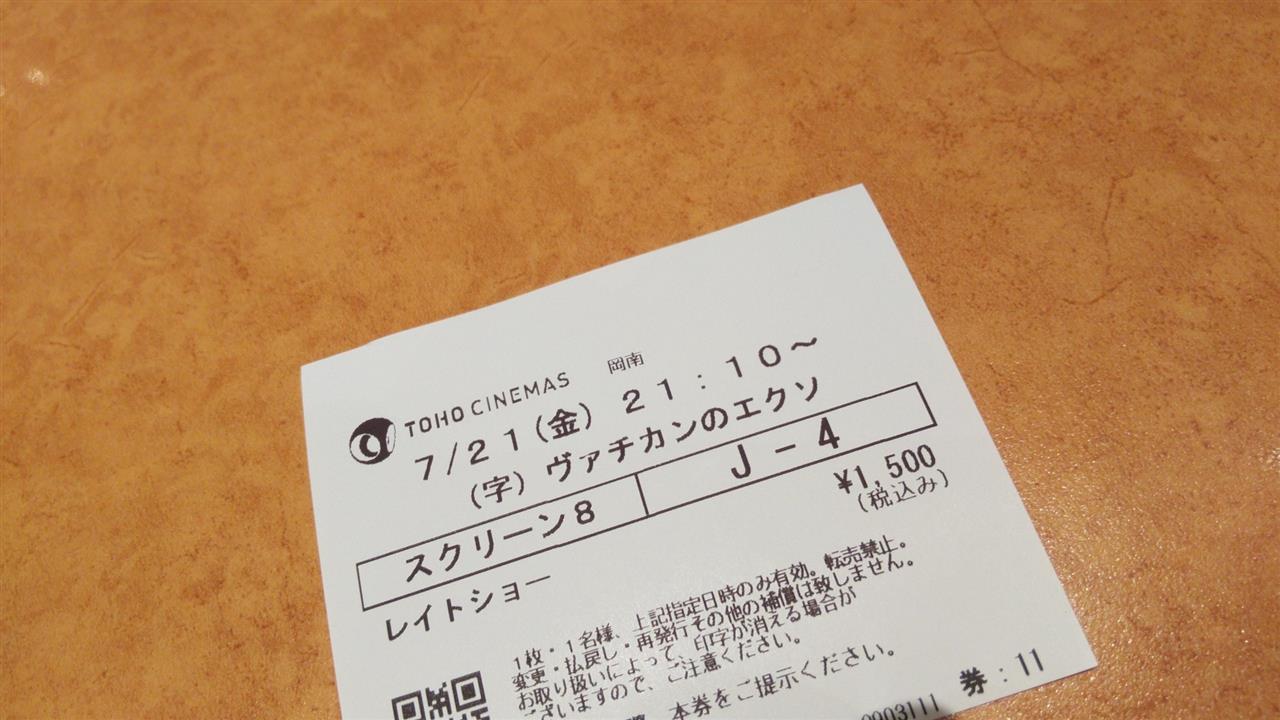 岡南
TOHO CINEMAS
7/21(金) 21:10〜
(字) ヴァチカンのエクソ
スクリーン8 J-4
¥1,500
(税込み)
レイトショー
1枚・1名様、上記指定日時のみ有効。転売禁止。
変更・払戻し・再発行その他の補償は致しません。
お取り扱いによって、印字が消える場合が
ございますので、ご注意ください。
本券をご提示ください。
0903111
券:11